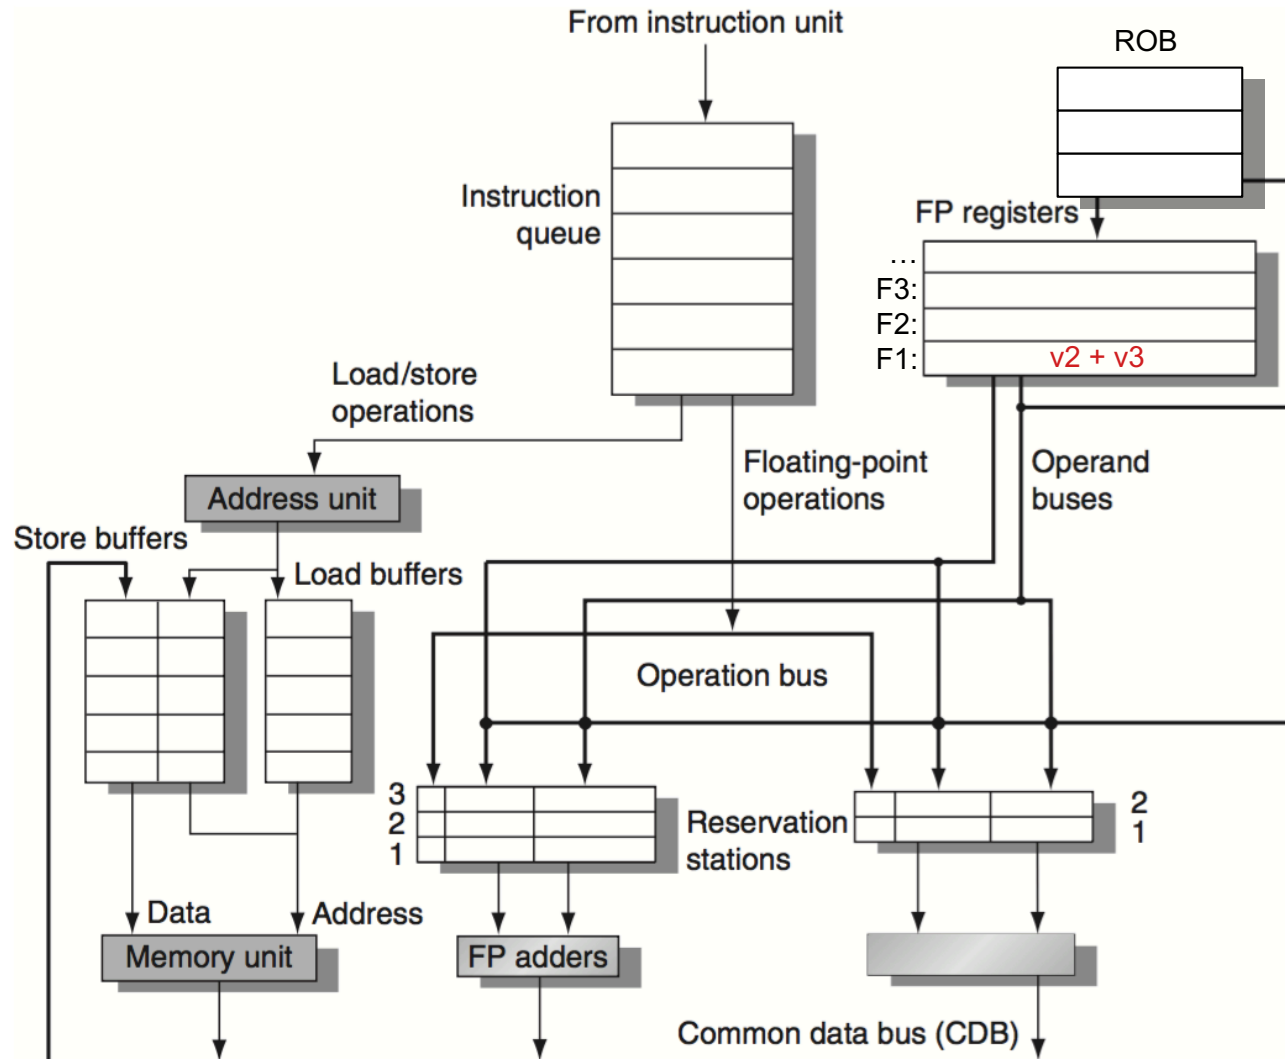 From instruction unit
ROB
Instruction
queue
FP registers
...
F3:
F2:
F1:
v2 + v3
Load/store
operations
Floating-point
operations
Operand
buses
Address unit
Store buffers
Load buffers
Operation bus
3
2
1
Reservation
stations
2
1
Data
Address
Memory unit
FP adders
Common data bus (CDB)